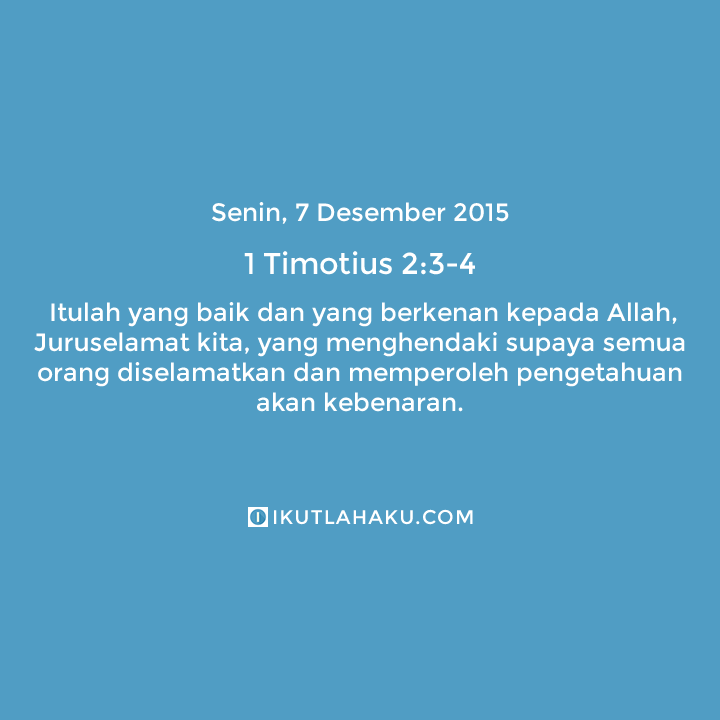 Senin, 7 Desember 2015
1 Timotius 2:3-4
Itulah yang baik dan yang berkenan kepada Allah,
Juruselamat kita, yang menghendaki supaya semua
orang diselamatkan dan memperoleh pengetahuan
akan kebenaran.
IKUTLAHAKU.COM